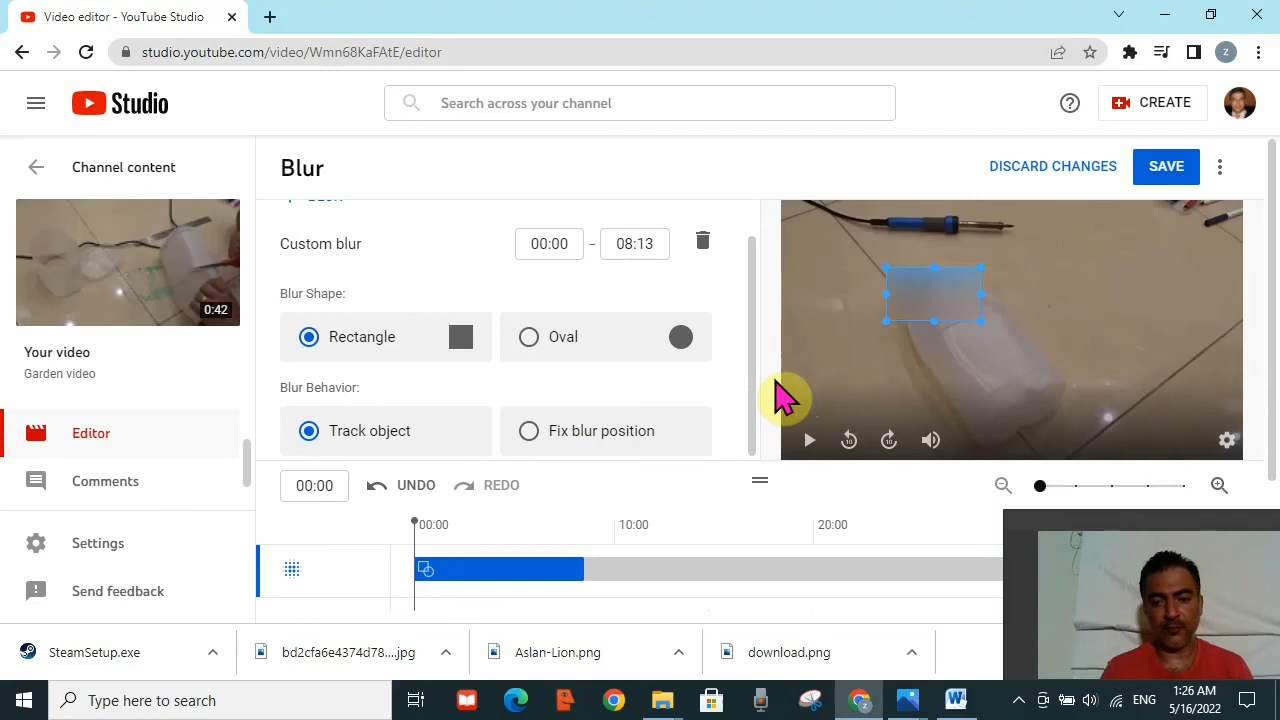 Video editor - YouTube Studio
studio.youtube.com/video/Wmn68KaFAtE/editor
Z
Studio
Search across your channel
CREATE
Channel content
Blur
DISCARD CHANGES
SAVE
Custom blur
00:00 – 08:13
0:42
Blur Shape:
Rectangle
Oval
Your video
Garden video
Blur Behavior:
Track object
Fix blur position
10
10
Editor
Comments
00:00
UNDO
REDO
00:00
10:00
20:00
Settings
Send feedback
SteamSetup.exe
bd2cfa6e4374d78....jpg
Aslan-Lion.png
download.png
Type here to search
ENG
1:26 AM
5/16/2022